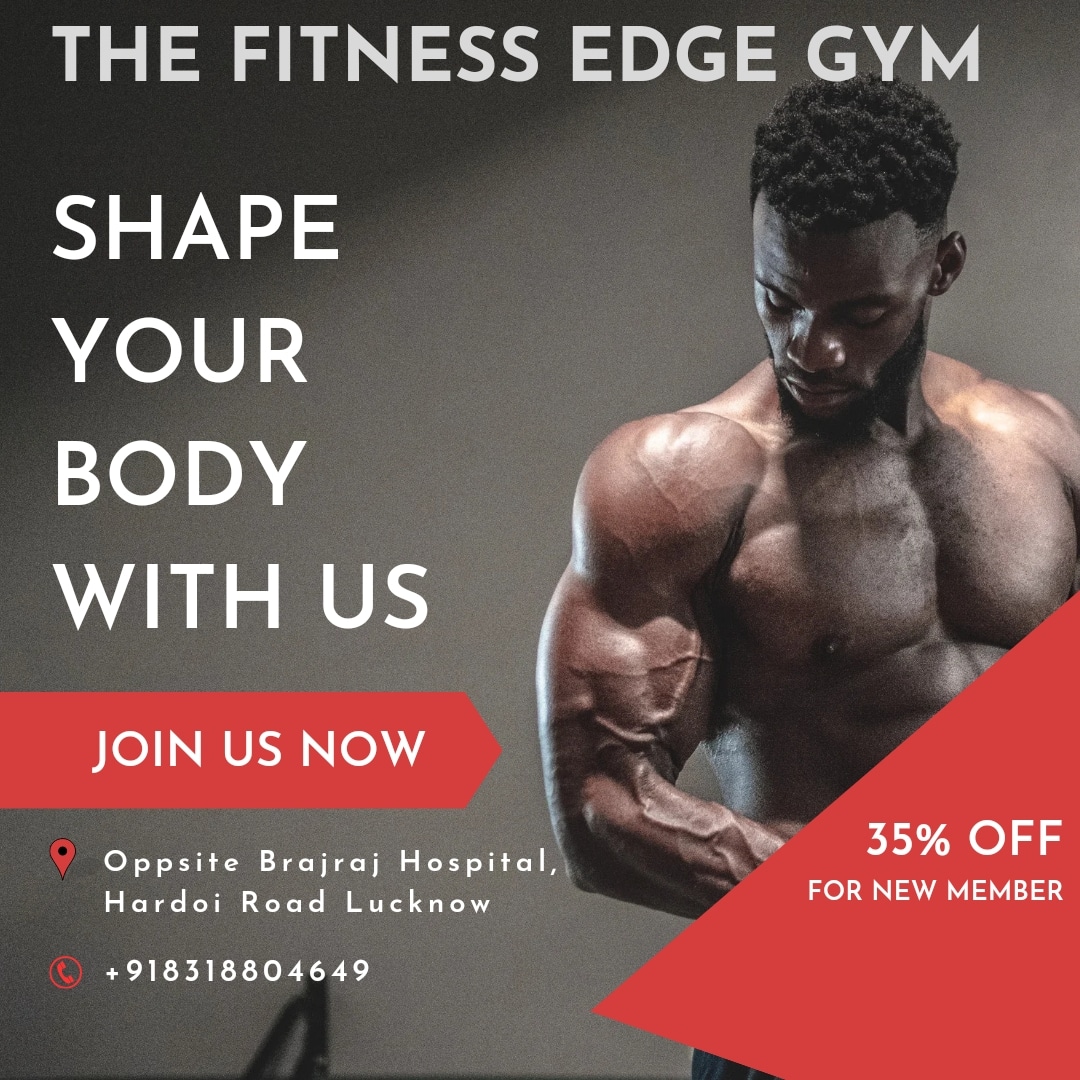 THE FITNESS EDGE GYM
SHAPE
YOUR
BODY
WITH US
JOIN US NOW
Oppsite Brajraj Hospital,
Hardoi Road Lucknow
+918318804649
35% OFF
FOR NEW MEMBER